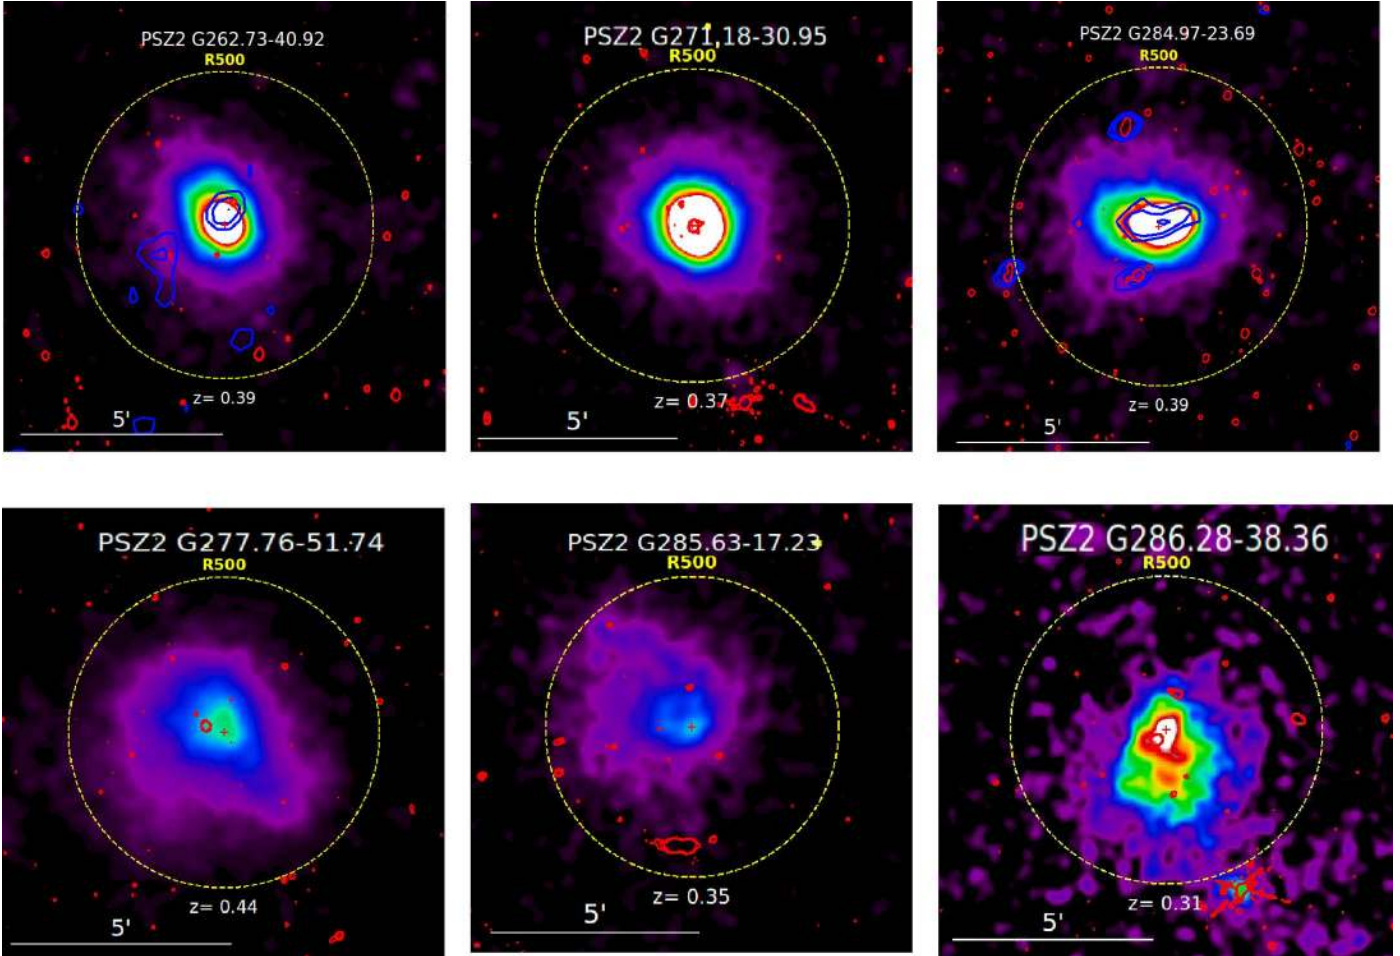 PSZ2 G262.73-40.92
R500
z= 0.39
5'
PSZ2 G271.18-30.95
R500
z= 0.37
5'
PSZ2 G284.97-23.69
R500
z= 0.39
5'
PSZ2 G277.76-51.74
R500
z= 0.44
5'
PSZ2 G285.63-17.23
R500
z= 0.35
5'
PSZ2 G286.28-38.36
R500
z= 0.31
5'